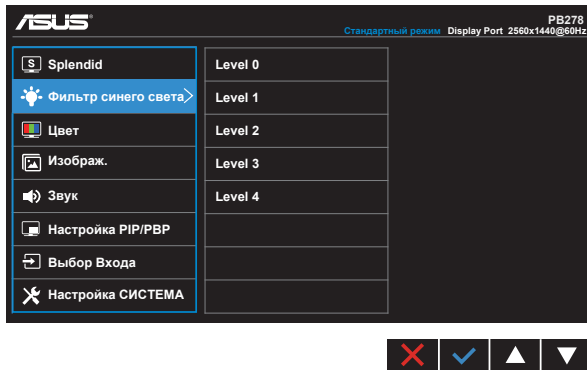 ASUS
PB278
Стандартный режим Display Port 2560x1440@60Hz
S Splendid
Фильтр синего света
Цвет
Изображ.
Звук
Настройка PIP/PBP
Выбор Входа
Настройка СИСТЕМА
Level 0
Level 1
Level 2
Level 3
Level 4